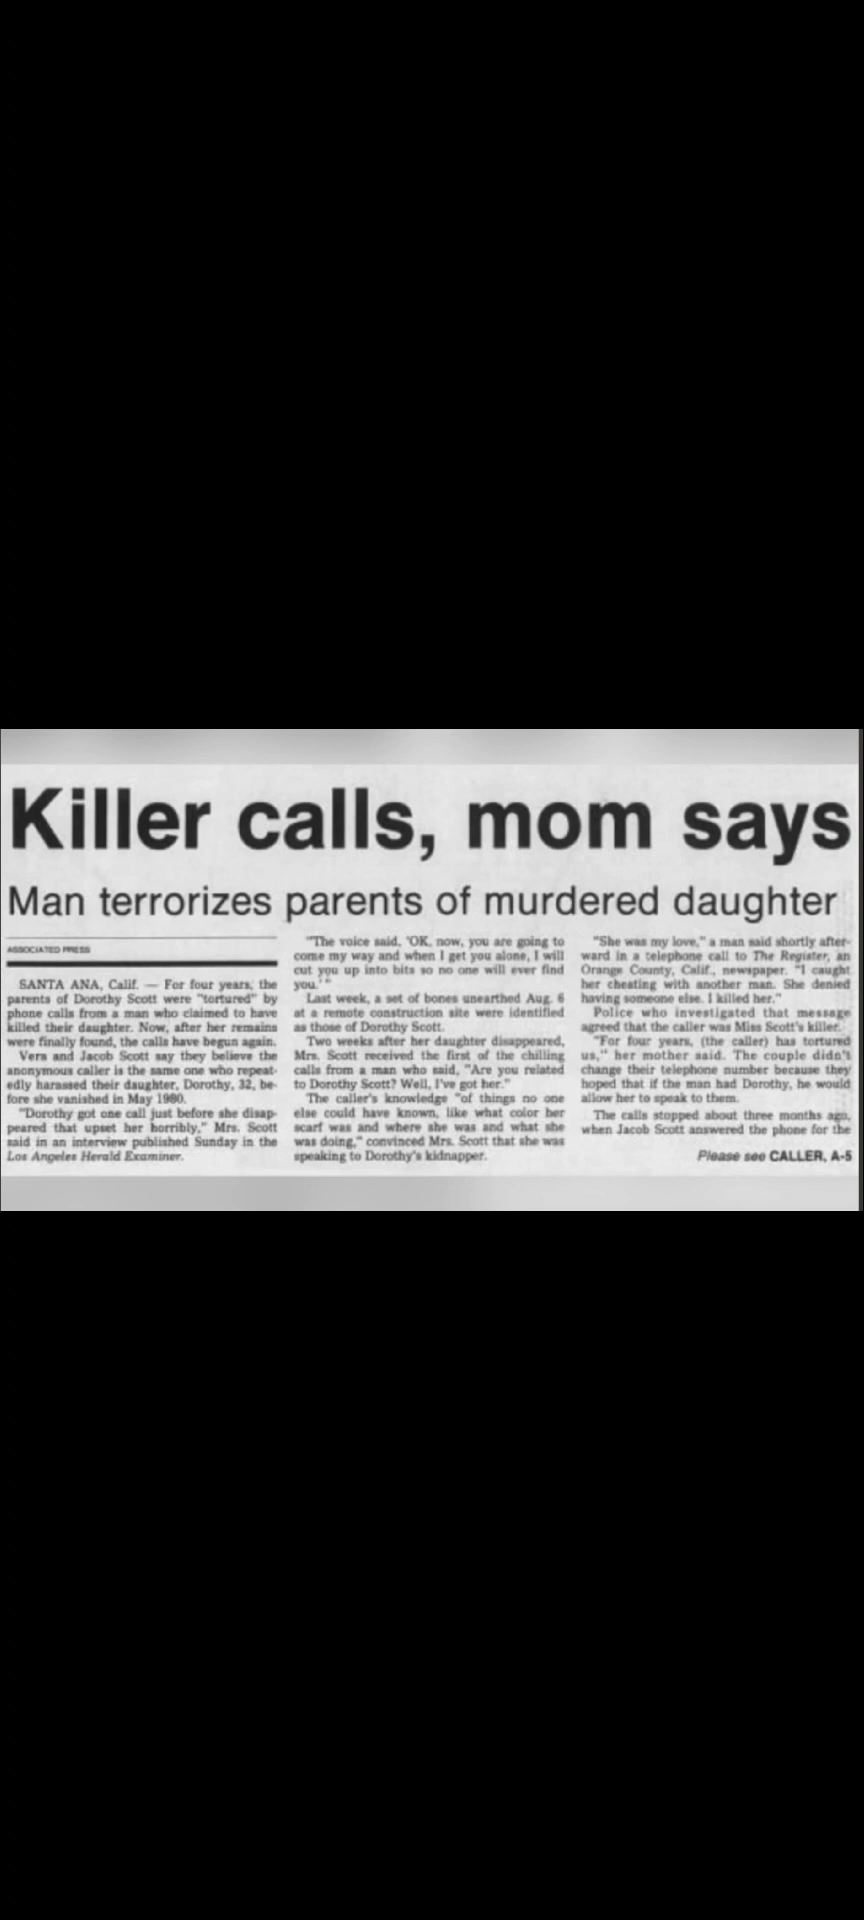 Killer calls, mom says
Man terrorizes parents of murdered daughter
ASSOCIATED PRESS
SANTA ANA, Calif. — For four years, the
parents of Dorothy Scott were "tortured" by
phone calls from a man who claimed to have
killed their daughter. Now, after her remains
were finally found, the calls have begun again.
Vera and Jacob Scott say they believe the
anonymous caller is the same one who repeat-
edly harassed their daughter, Dorothy, 32, be-
fore she vanished in May 1980.
"Dorothy got one call just before she disap-
peared that upset her horribly," Mrs. Scott
said in an interview published Sunday in the
Los Angeles Herald Examiner.
"The voice said, 'OK, now, you are going to
come my way and when I get you alone, I will
cut you up into bits so no one will ever find
you.' "
Last week, a set of bones unearthed Aug. 6
at a remote construction site were identified
as those of Dorothy Scott.
Two weeks after her daughter disappeared,
Mrs. Scott received the first of the chilling
calls from a man who said, "Are you related
to Dorothy Scott? Well, I've got her."
The caller's knowledge "of things no one
else could have known, like what color her
scarf was and where she was and what she
was doing," convinced Mrs. Scott that she was
speaking to Dorothy's kidnapper.
"She was my love," a man said shortly after-
ward in a telephone call to The Register, an
Orange County, Calif., newspaper. "I caught
her cheating with another man. She denied
having someone else. I killed her."
Police who investigated that message
agreed that the caller was Miss Scott's killer.
"For four years, (the caller) has tortured
us," her mother said. The couple didn't
change their telephone number because they
hoped that if the man had Dorothy, he would
allow her to speak to them.
The calls stopped about three months ago,
when Jacob Scott answered the phone for the
Please see CALLER, A-5